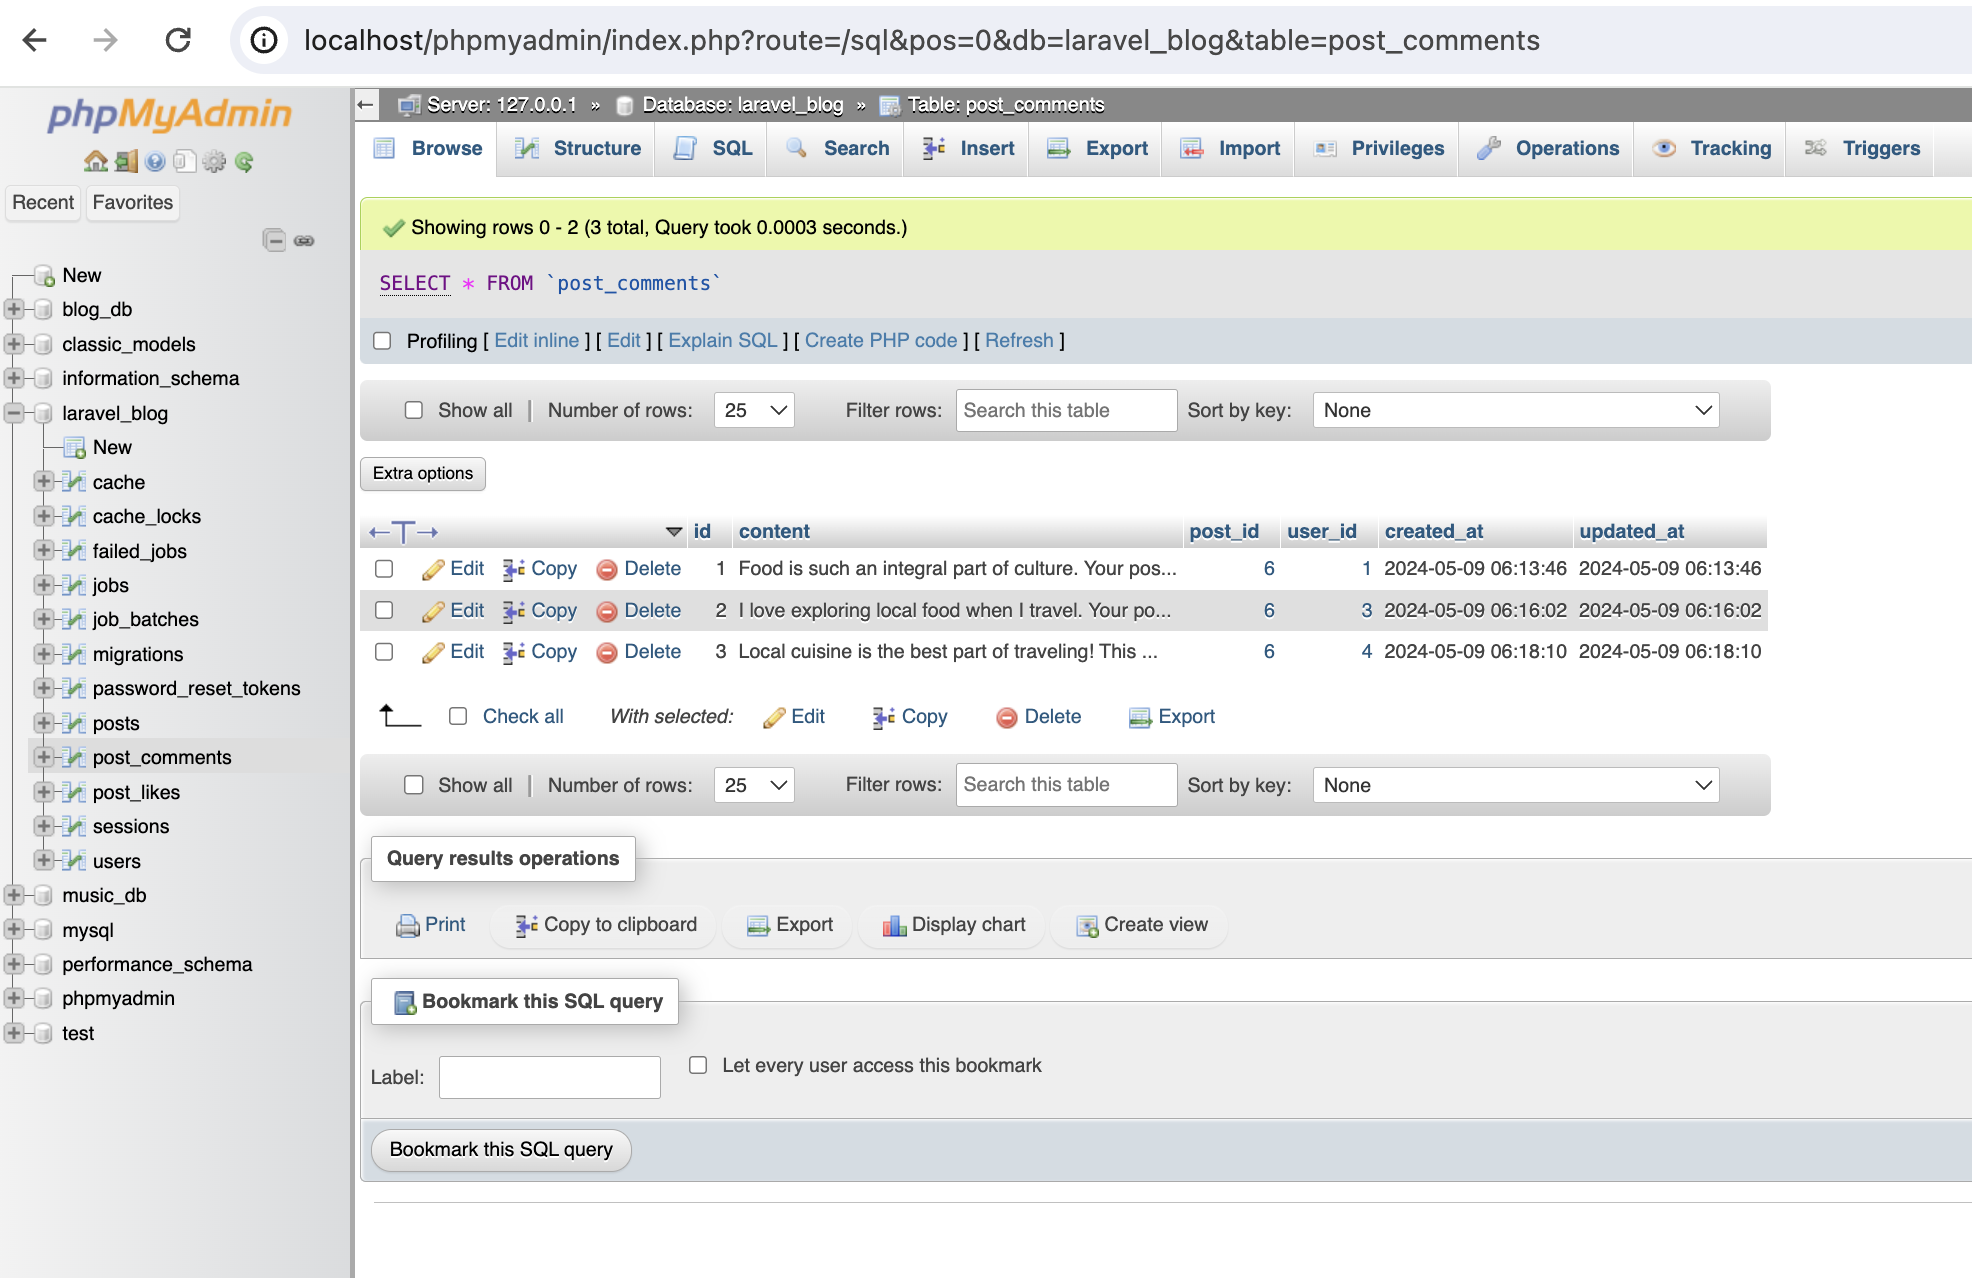 localhost/phpmyadmin/index.php?route=/sql&pos=0&db=laravel_blog&table=post_comments
phpMyAdmin
Recent Favorites
New
blog_db
classic_models
information_schema
laravel_blog
New
cache
cache_locks
failed_jobs
jobs
job_batches
migrations
password_reset_tokens
posts
post_comments
post_likes
sessions
users
music_db
mysql
performance_schema
phpmyadmin
test
Server: 127.0.0.1 » Database: laravel_blog » Table: post_comments
Browse Structure SQL Search Insert Export Import Privileges Operations Tracking Triggers
Showing rows 0 - 2 (3 total, Query took 0.0003 seconds.)
SELECT * FROM `post_comments`
Profiling [ Edit inline ] [ Edit ] [ Explain SQL ] [ Create PHP code ] [ Refresh ]
Show all | Number of rows: 25 Filter rows: Search this table Sort by key: None
Extra options
←T→ id content post_id user_id created_at updated_at
Edit Copy Delete 1 Food is such an integral part of culture. Your pos... 6 1 2024-05-09 06:13:46 2024-05-09 06:13:46
Edit Copy Delete 2 I love exploring local food when I travel. Your po... 6 3 2024-05-09 06:16:02 2024-05-09 06:16:02
Edit Copy Delete 3 Local cuisine is the best part of traveling! This ... 6 4 2024-05-09 06:18:10 2024-05-09 06:18:10
Check all With selected: Edit Copy Delete Export
Show all | Number of rows: 25 Filter rows: Search this table Sort by key: None
Query results operations
Print Copy to clipboard Export Display chart Create view
Bookmark this SQL query
Label: Let every user access this bookmark
Bookmark this SQL query